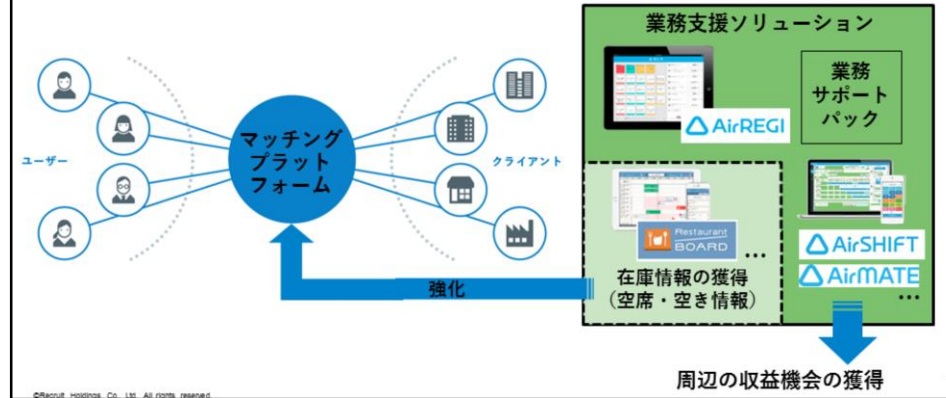 業務支援ソリューション
業務
サポート
パック
AirREGI
ユーザー
マッチング
プラット
フォーム
クライアント
Restaurant
BOARD
...
AirSHIFT
AirMATE
...
在庫情報の獲得
(空席・空き情報)
強化
周辺の収益機会の獲得
©Recruit Holdings Co., Ltd. All rights reserved.